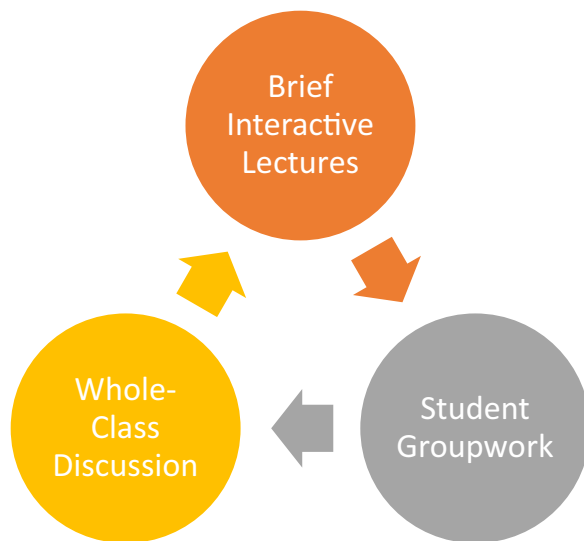 Brief
Interactive
Lectures
Student
Groupwork
Whole-
Class
Discussion